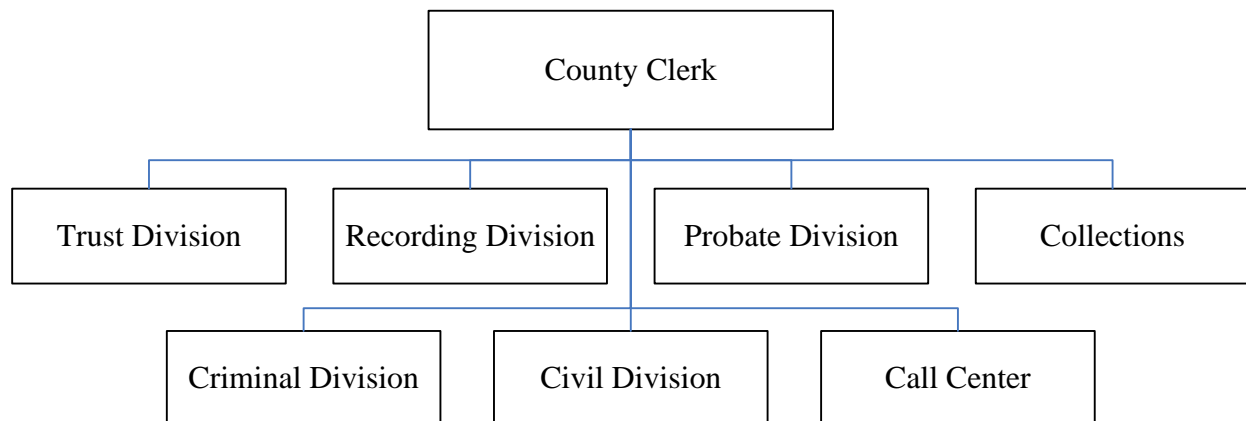 County Clerk
Trust Division
Recording Division
Probate Division
Collections
Criminal Division
Civil Division
Call Center